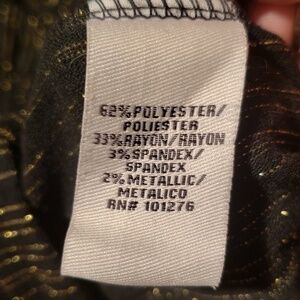 62% POLYESTER/
POLIESTER
33% RAYON/RAYON
3% SPANDEX/
SPANDEX
2% METALLIC/
METALICO
RN# 101276